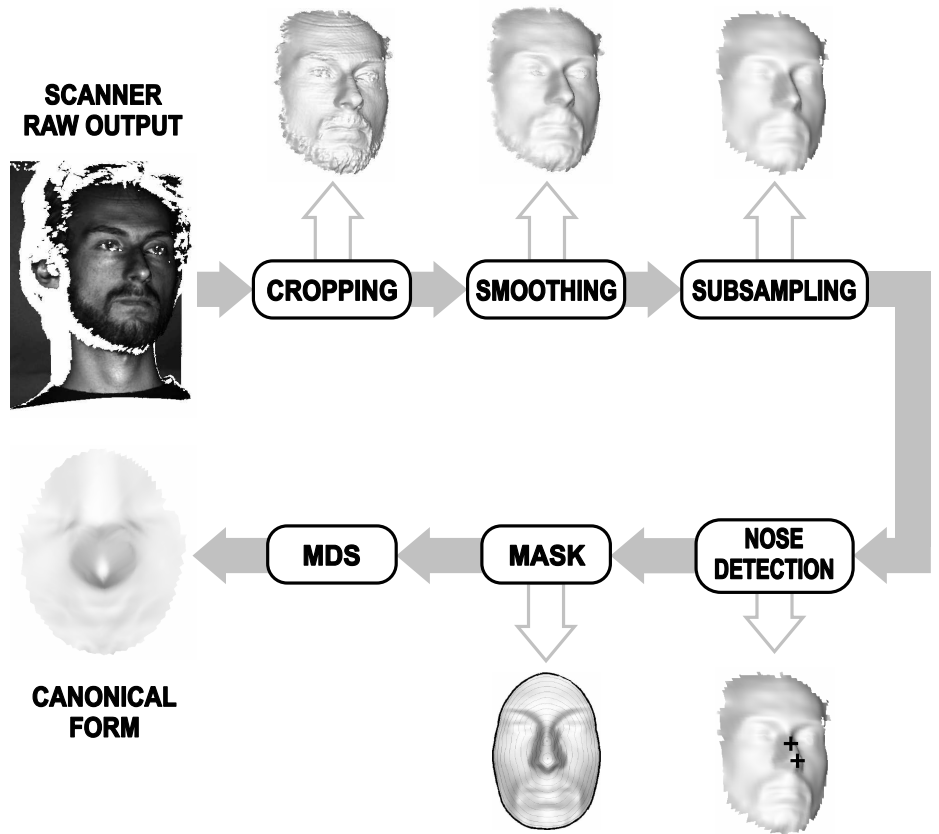 SCANNER
RAW OUTPUT
CROPPING
SMOOTHING
SUBSAMPLING
NOSE
DETECTION
MASK
MDS
CANONICAL
FORM